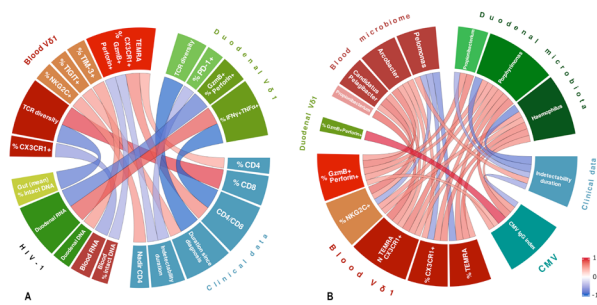 Blood Vδ1
TEMRA
CX3CR1+
% GzmB+
Perforin+
% TIM-3+
% TIGIT+
% NKG2C+
TCR diversity
% CX3CR1+
Duodenal Vδ1
TCR diversity
% PD-1+
% GzmB+
Perforin+
% IFNγ+TNFα+
HIV-1
Gut (mean)
% intact DNA
Duodenal RNA
Duodenal DNA
Blood RNA
Blood
% intact DNA
Clinical data
% CD4
% CD8
CD4/CD8
Duration since
diagnosis
Indetectability
duration
Nadir CD4
A
Blood microbiome
Pelomonas
Arcobacter
Candidatus
Pelagibacter
Duodenal microbiota
Porphyromonas
Haemophilus
Duodenal Vδ1
% GzmB+Perforin+
Blood Vδ1
% GzmB+
Perforin+
% NKG2C+
N TEMRA
CX3CR1+
% CX3CR1+
% TEMRA
Clinical data
Indetectability
duration
CMV
CMV IgG index
B
1
0
-1